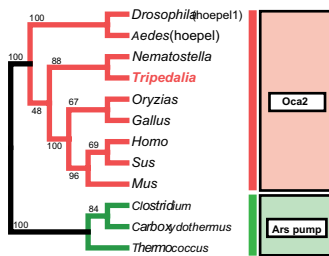 100
Drosophila(hoepel1)
Aedes(hoepel)
100
88
Nematostella
Tripedalia
48
67
Oryzias
Gallus
100
69
Homo
Sus
96
Mus
Oca2
100
84
Clostridium
Carboxydothermus
Thermococcus
Ars pump